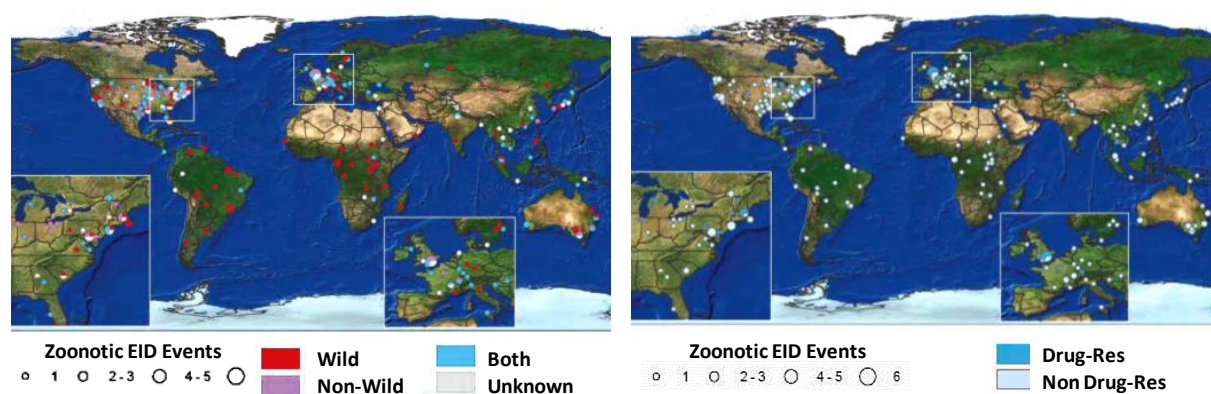 Zoonotic EID Events
1 2 - 3 4 - 5
Wild
Non-Wild
Both
Unknown
Zoonotic EID Events
1 2 - 3 4 - 5 6
Drug-Res
Non Drug-Res